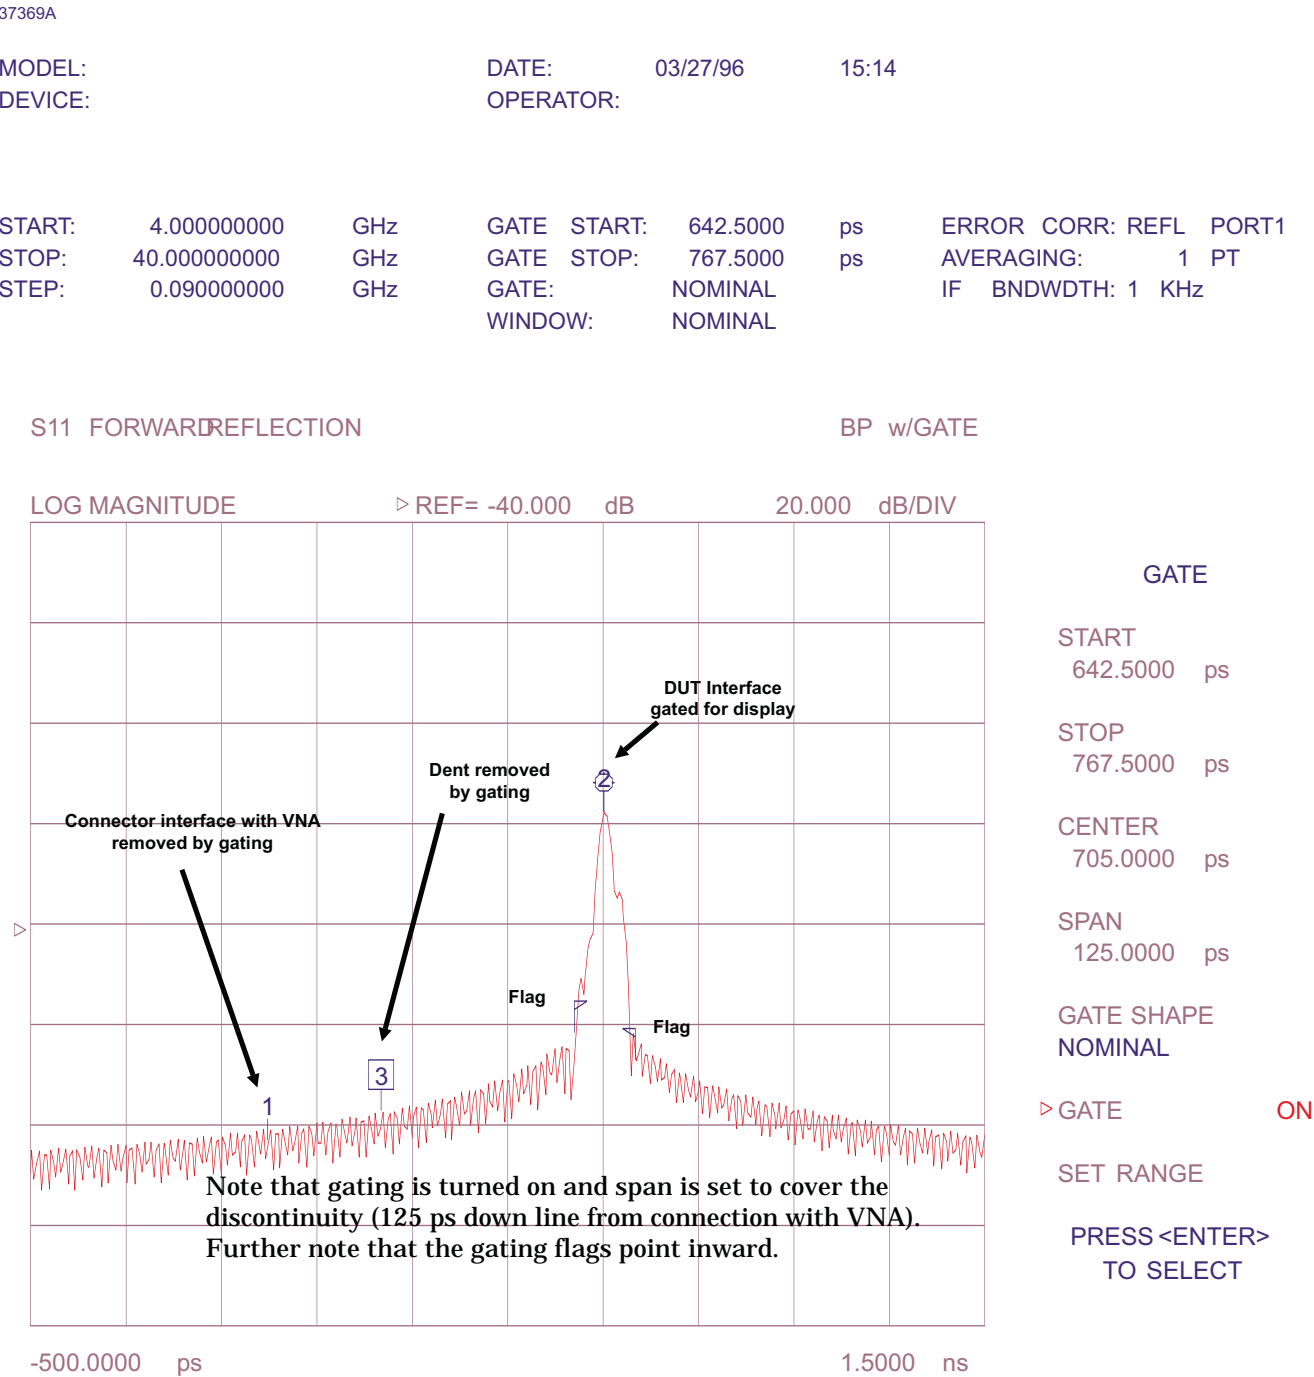 37369A
MODEL: DATE: 03/27/96 15:14
DEVICE: OPERATOR:
START: 4.000000000 GHz GATE START: 642.5000 ps ERROR CORR: REFL PORT1
STOP: 40.000000000 GHz GATE STOP: 767.5000 ps AVERAGING: 1 PT
STEP: 0.090000000 GHz GATE: NOMINAL IF BNDWDTH: 1 KHz
WINDOW: NOMINAL
S11 FORWARD REFLECTION BP w/GATE
LOG MAGNITUDE ▷REF= -40.000 dB 20.000 dB/DIV
DUT Interface
gated for display
2
Dent removed
by gating
Connector interface with VNA
removed by gating
Flag
Flag
3
1
Note that gating is turned on and span is set to cover the
discontinuity (125 ps down line from connection with VNA).
Further note that the gating flags point inward.
-500.0000 ps 1.5000 ns
GATE
START
642.5000 ps
STOP
767.5000 ps
CENTER
705.0000 ps
SPAN
125.0000 ps
GATE SHAPE
NOMINAL
▷GATE ON
SET RANGE
PRESS <ENTER>
TO SELECT